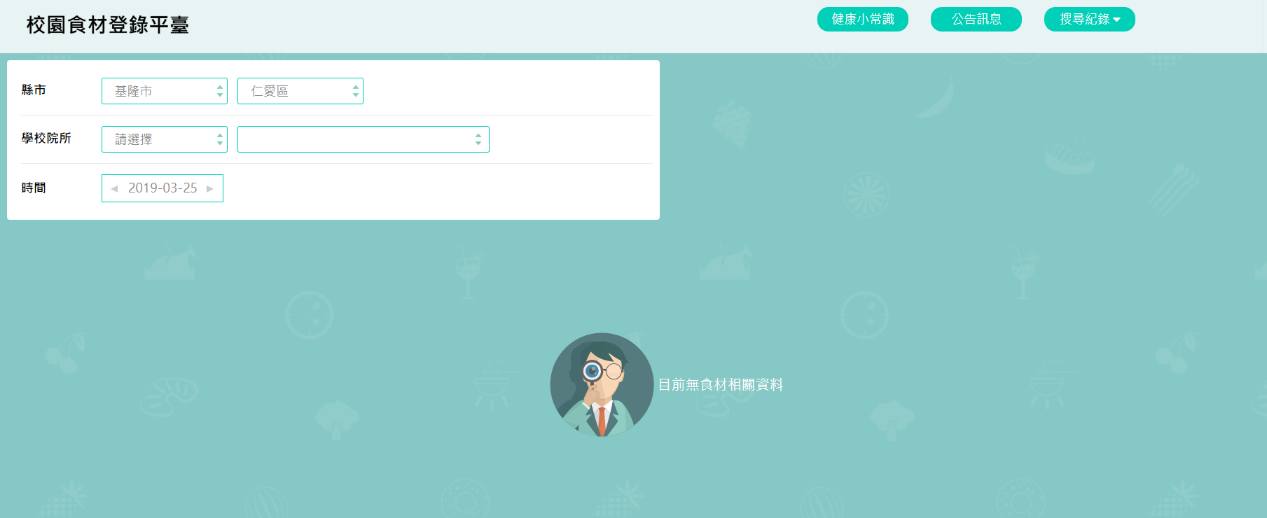 校園食材登錄平臺
健康小常識 公告訊息 搜尋紀錄
縣市 基隆市 仁愛區
學校院所 請選擇
時間 2019-03-25
目前無食材相關資料